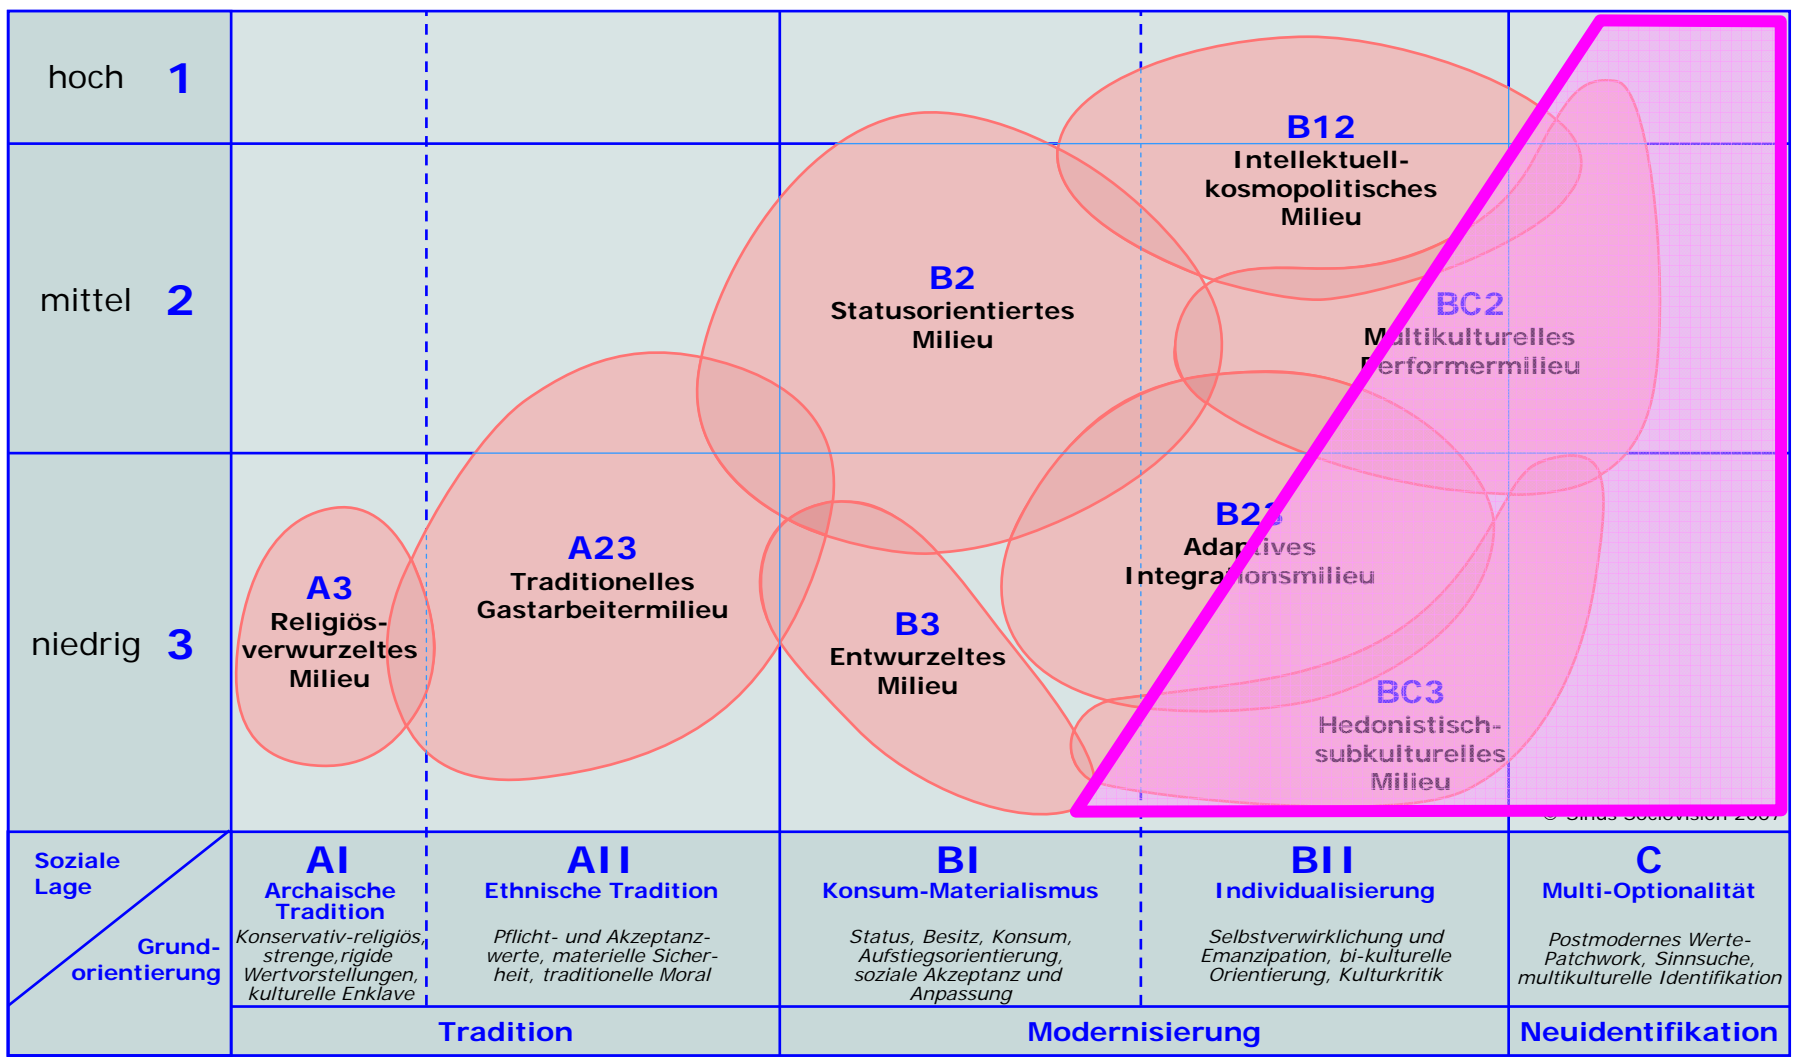 hoch 1
mittel 2
niedrig 3
B12
Intellektuell-
kosmopolitisches
Milieu
B2
Statusorientiertes
Milieu
BC2
Multikulturelles
Performermilieu
A23
Traditionelles
Gastarbeitermilieu
B23
Adaptives
Integrationsmilieu
A3
Religiös-
verwurzeltes
Milieu
B3
Entwurzeltes
Milieu
BC3
Hedonistisch-
subkulturelles
Milieu
© Sinus Sociovision 2007
Soziale
Lage
Grund-
orientierung
AI
Archaische
Tradition
Konservativ-religiös,
strenge,rigide
Wertvorstellungen,
kulturelle Enklave
AII
Ethnische Tradition
Pflicht- und Akzeptanz-
werte, materielle Sicher-
heit, traditionelle Moral
BI
Konsum-Materialismus
Status, Besitz, Konsum,
Aufstiegsorientierung,
soziale Akzeptanz und
Anpassung
BII
Individualisierung
Selbstverwirklichung und
Emanzipation, bi-kulturelle
Orientierung, Kulturkritik
C
Multi-Optionalität
Postmodernes Werte-
Patchwork, Sinnsuche,
multikulturelle Identifikation
Tradition
Modernisierung
Neuidentifikation